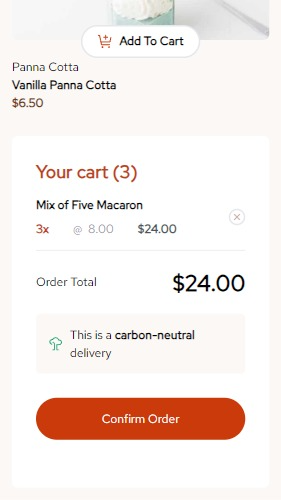 Add To Cart
Panna Cotta
Vanilla Panna Cotta
$6.50
Your cart (3)
Mix of Five Macaron
3x @ 8.00 $24.00
Order Total $24.00
This is a carbon-neutral
delivery
Confirm Order